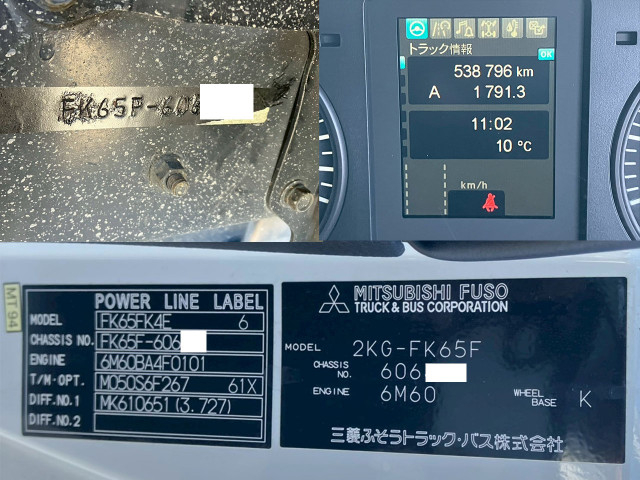 FK65F-606
トラック情報
OK
538 796 km
A 1 791.3
11:02
10 °C
km/h
MT94
POWER LINE LABEL
MODEL FK65FK4E 6
CHASSIS NO. FK65F-606
ENGINE 6M60BA4F0101
T/M-OPT. M050S6F267 61X
DIFF.NO.1 MK610651 (3.727)
DIFF.NO.2
MITSUBISHI FUSO
TRUCK & BUS CORPORATION
MODEL 2KG-FK65F
CHASSIS NO. 606
ENGINE 6M60 WHEEL BASE K
三菱ふそうトラック・バス株式会社